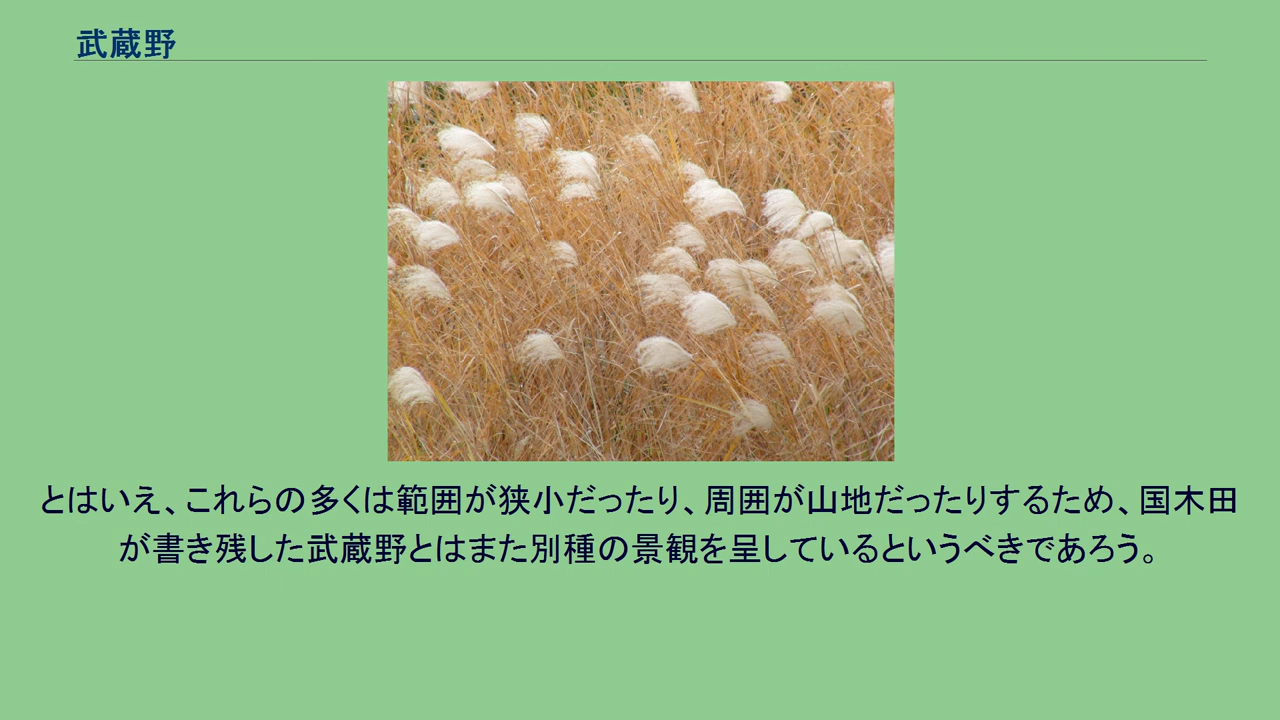 武蔵野
とはいえ、これらの多くは範囲が狭小だったり、周囲が山地だったりするため、国木田
が書き残した武蔵野とはまた別種の景観を呈しているというべきであろう。